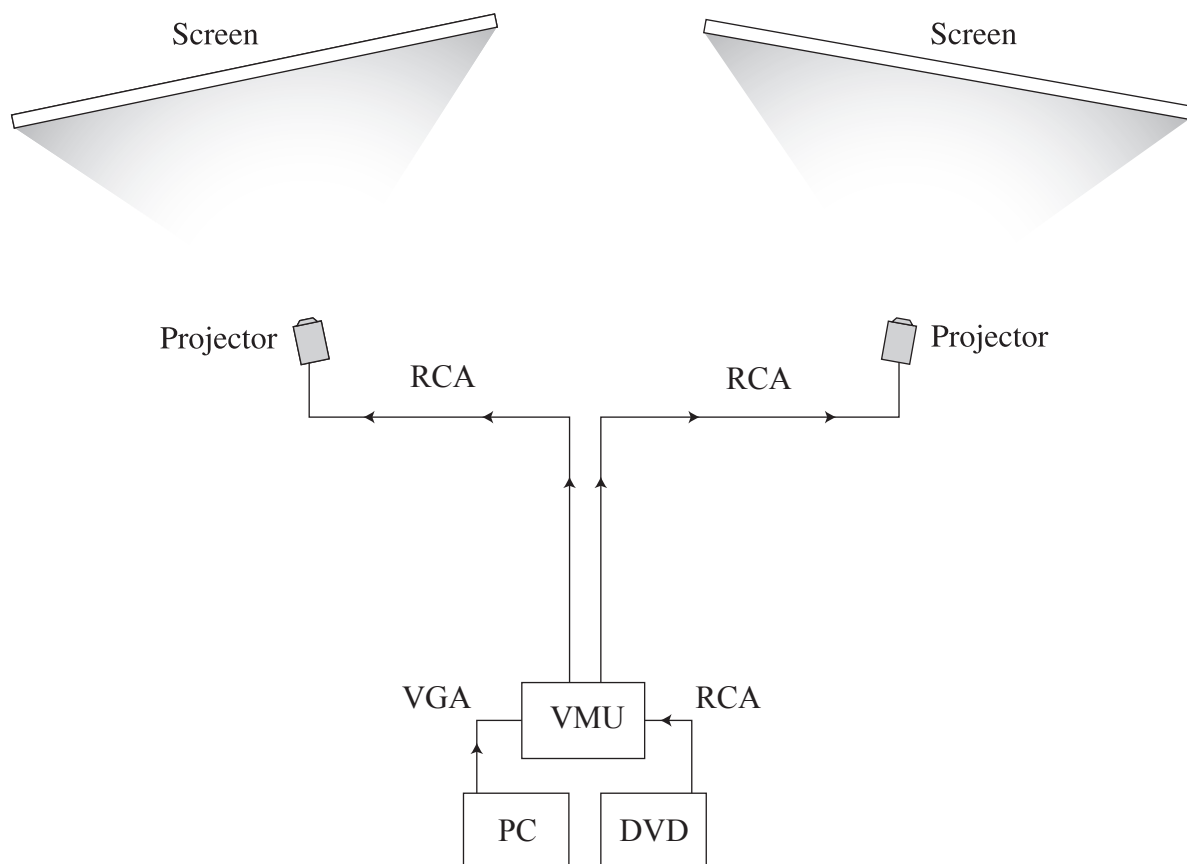 Screen
Screen
Projector
Projector
RCA
RCA
VGA
VMU
RCA
PC
DVD